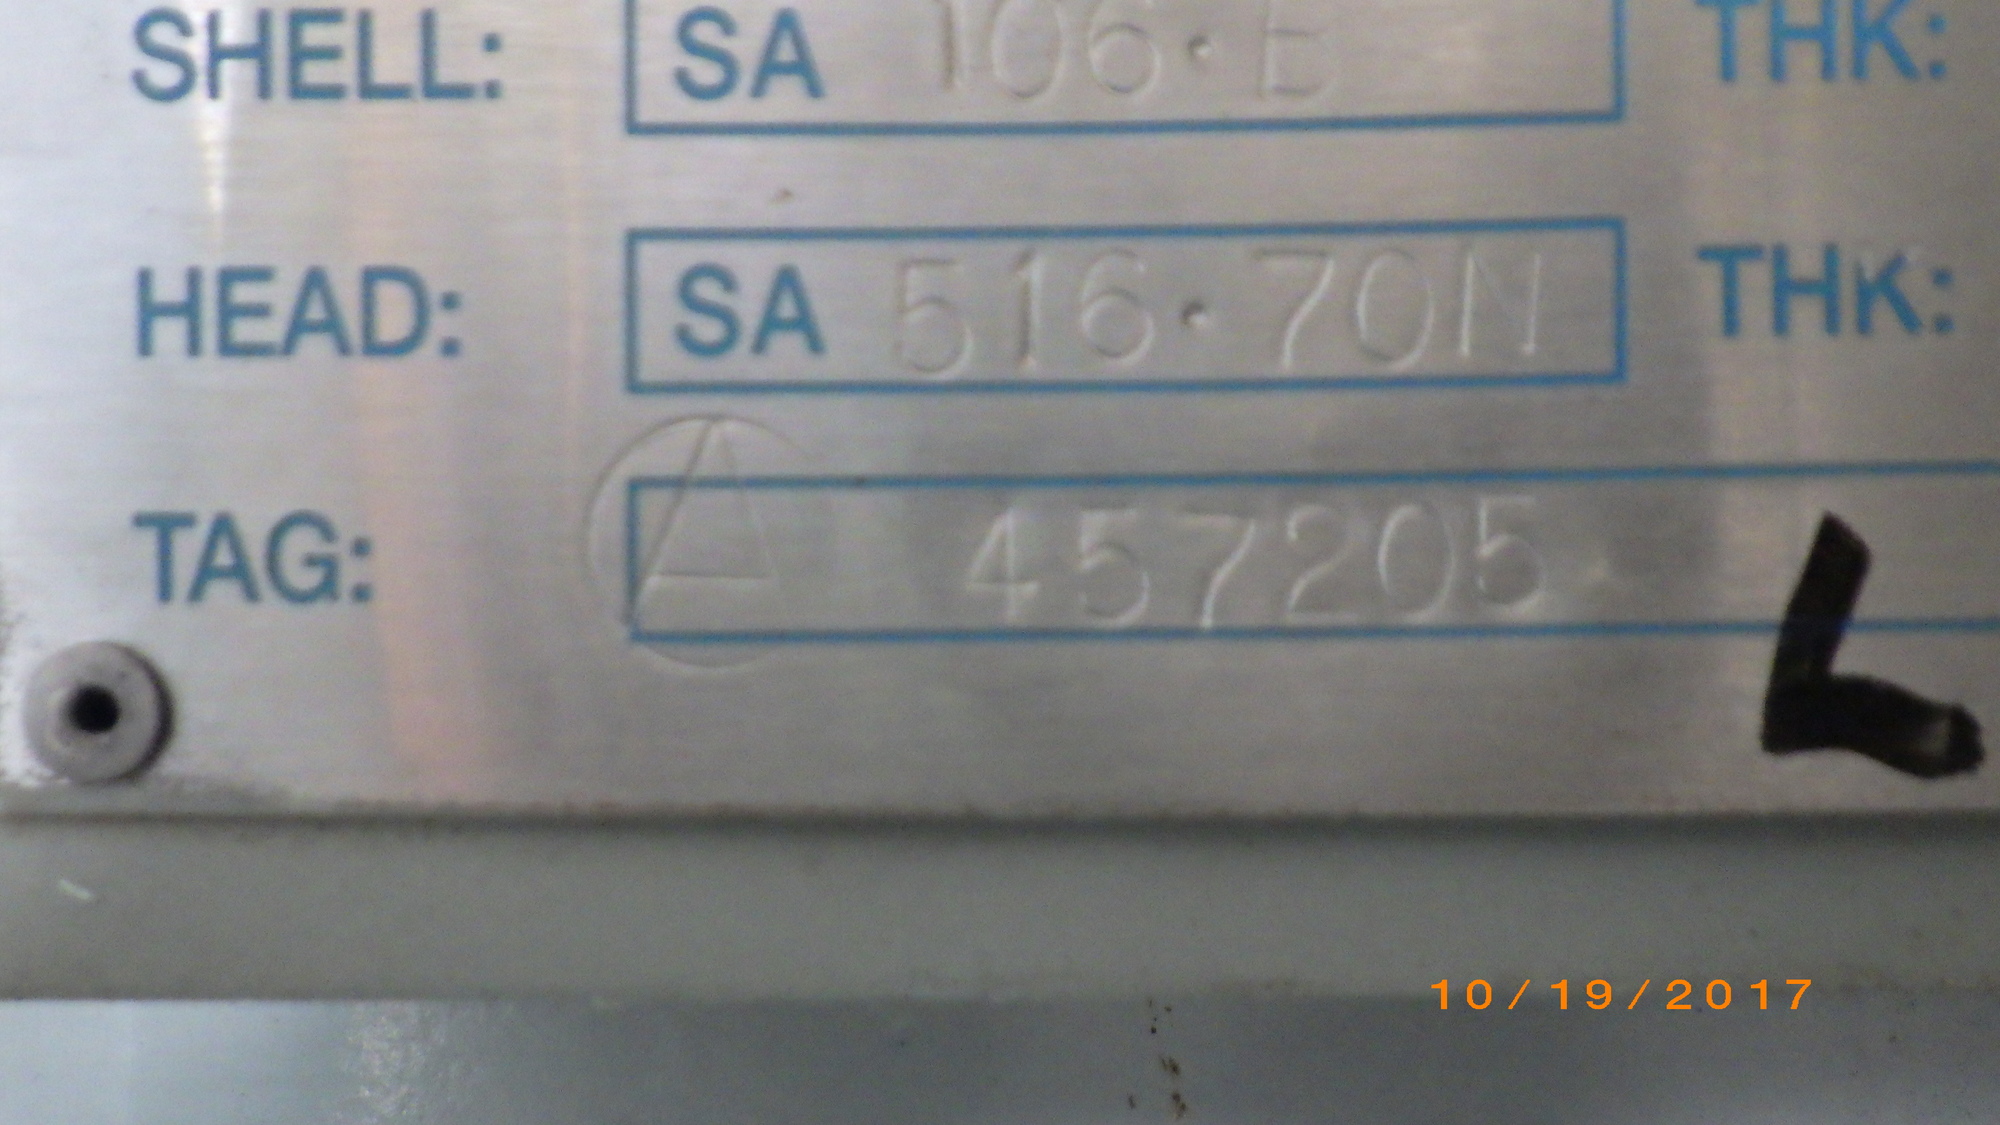 SHELL: SA 106·B THK:
HEAD: SA 516·70N THK:
TAG: A 457205
L
10/19/2017